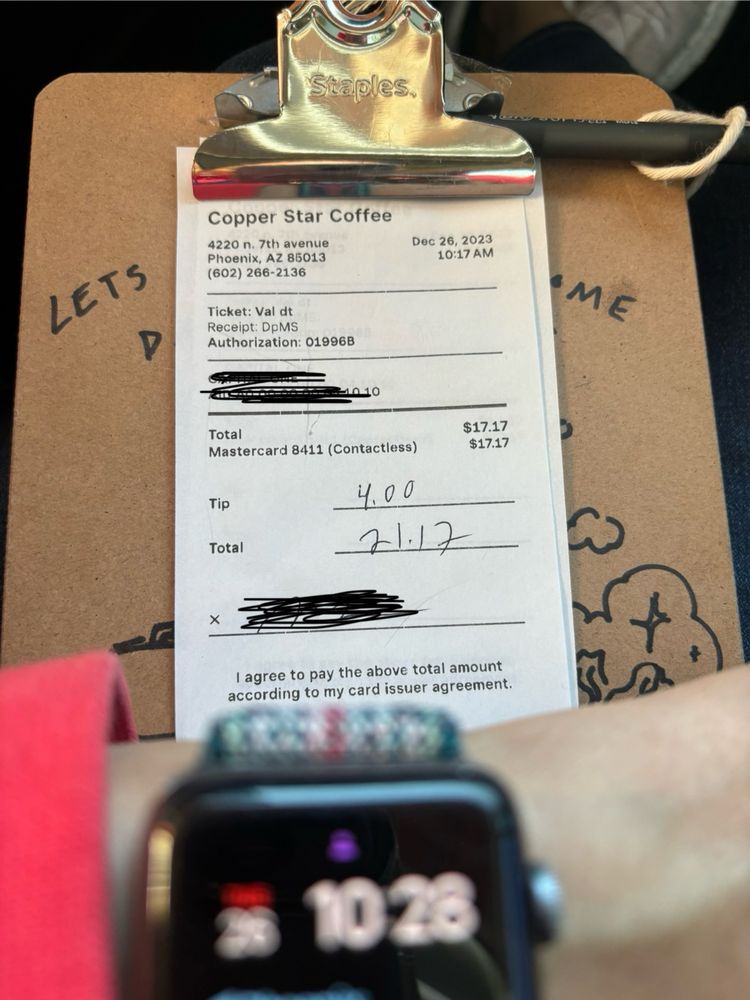 Staples.
Copper Star Coffee
4220 n. 7th avenue
Phoenix, AZ 85013
(602) 266-2136
Dec 26, 2023
10:17 AM
LETS
ME
D
Ticket: Val dt
Receipt: DpMS
Authorization: 01996B
10.10
Total $17.17
Mastercard 8411 (Contactless) $17.17
Tip 4.00
Total 21.17
x
I agree to pay the above total amount
according to my card issuer agreement.
26 10:28